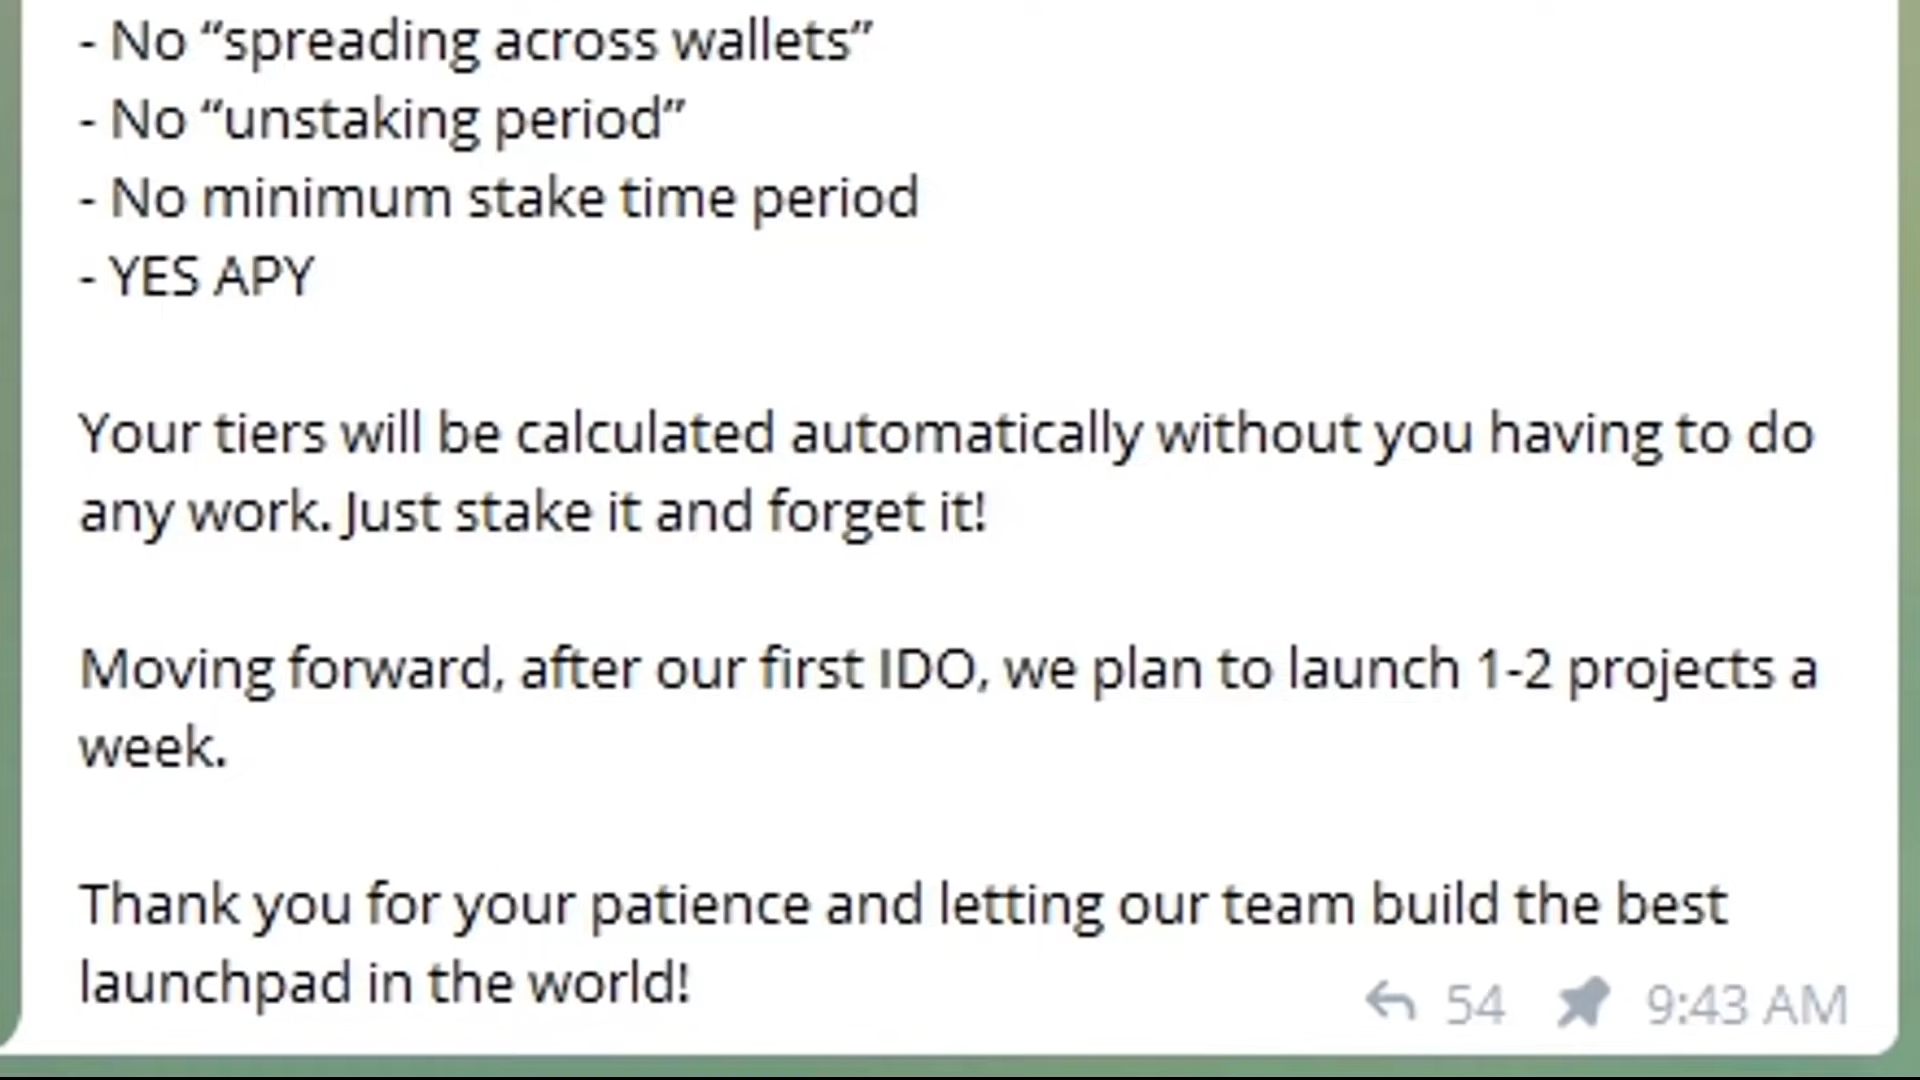 - No “spreading across wallets”
- No “unstaking period”
- No minimum stake time period
- YES APY
Your tiers will be calculated automatically without you having to do
any work. Just stake it and forget it!
Moving forward, after our first IDO, we plan to launch 1-2 projects a
week.
Thank you for your patience and letting our team build the best
launchpad in the world!
54 9:43 AM